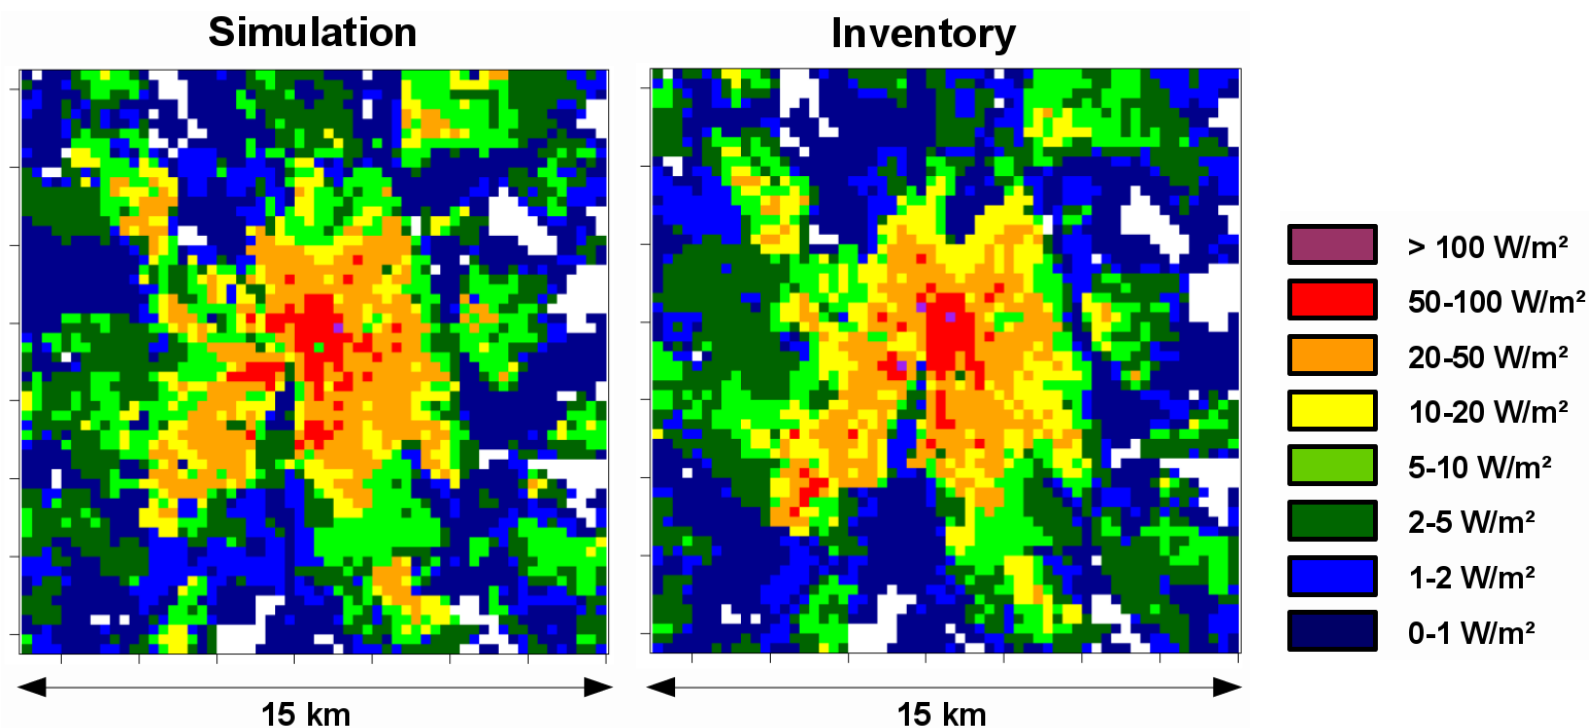 Simulation
Inventory
> 100 W/m²
50-100 W/m²
20-50 W/m²
10-20 W/m²
5-10 W/m²
2-5 W/m²
1-2 W/m²
0-1 W/m²
15 km
15 km